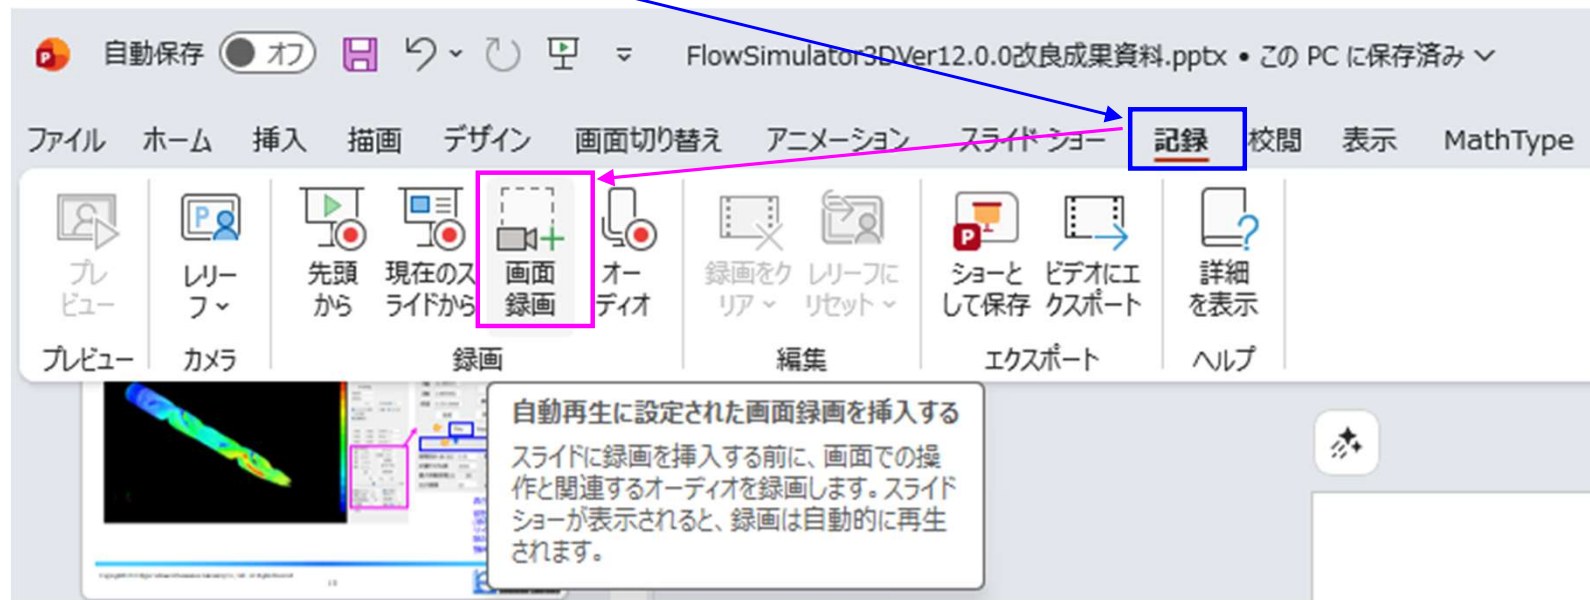 自動保存 オフ FlowSimulator3DVer12.0.0改良成果資料.pptx • この PC に保存済み
ファイル ホーム 挿入 描画 デザイン 画面切り替え アニメーション スライド ショー 記録 校閲 表示 MathType
プレ
ビュー
レリー
フ
先頭
から
現在のス
ライドから
画面
録画
オー
ディオ
録画をク
リア
レリーフに
リセット
ショーと
して保存
ビデオにエ
クスポート
詳細
を表示
プレビュー カメラ 録画 編集 エクスポート ヘルプ
自動再生に設定された画面録画を挿入する
スライドに録画を挿入する前に、画面での操
作と関連するオーディオを録画します。スライド
ショーが表示されると、録画は自動的に再生
されます。